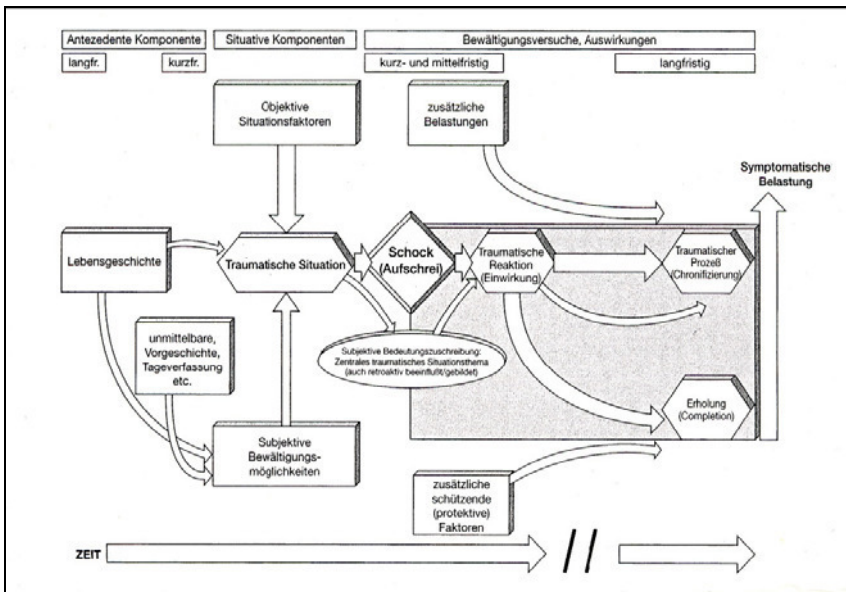 Antezedente Komponente
Situative Komponenten
Bewältigungsversuche, Auswirkungen
langfr.
kurzfr.
kurz- und mittelfristig
langfristig
Objektive
Situationsfaktoren
zusätzliche
Belastungen
Symptomatische
Belastung
Lebensgeschichte
Traumatische Situation
Schock
(Aufschrei)
Traumatische
Reaktion
(Einwirkung)
Traumatischer
Prozeß
(Chronifizierung)
unmittelbare,
Vorgeschichte,
Tageverfassung
etc.
Subjektive Bedeutungszuschreibung:
Zentrales traumatisches Situationsthema
(auch retroaktiv beeinflußt/gebildet)
Erholung
(Completion)
Subjektive
Bewältigungs-
möglichkeiten
zusätzliche
schützende
(protektive)
Faktoren
ZEIT